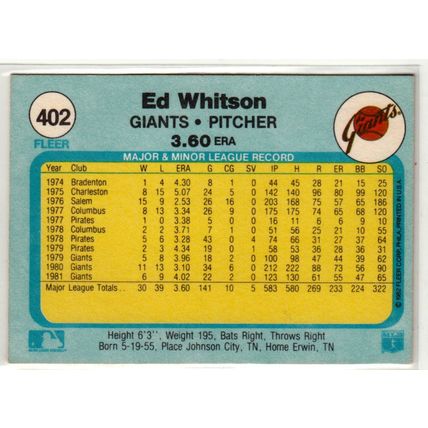 402
FLEER
Ed Whitson
GIANTS • PITCHER
3.60 ERA
Giants
MAJOR & MINOR LEAGUE RECORD
Year Club W L ERA G CG SV IP H R ER BB SO
1974 Bradenton 1 4 4.30 8 1 0 44 45 28 21 15 25
1975 Charleston 8 15 5.07 24 5 0 142 140 96 80 99 120
1976 Salem 15 9 2.53 26 16 0 203 168 75 57 65 186
1977 Columbus 8 13 3.34 26 9 0 175 175 74 65 68 120
1977 Pirates 1 0 3.38 5 0 0 16 11 6 6 9 10
1978 Columbus 2 3 3.71 7 0 1 51 56 25 21 10 55
1978 Pirates 5 6 3.28 43 0 4 74 66 31 27 37 64
1979 Pirates 2 3 4.34 19 0 1 58 53 36 28 36 31
1979 Giants 5 8 3.96 18 2 0 100 98 47 44 39 62
1980 Giants 11 13 3.10 34 6 0 212 222 88 73 56 90
1981 Giants 6 9 4.02 22 2 0 123 130 61 55 47 65
Major League Totals.. 30 39 3.60 141 10 5 583 580 269 233 224 322
© 1982 FLEER CORP. PHILA. PRINTED IN U.S.A.
Height 6'3", Weight 195, Bats Right, Throws Right
Born 5-19-55, Place Johnson City, TN, Home Erwin, TN